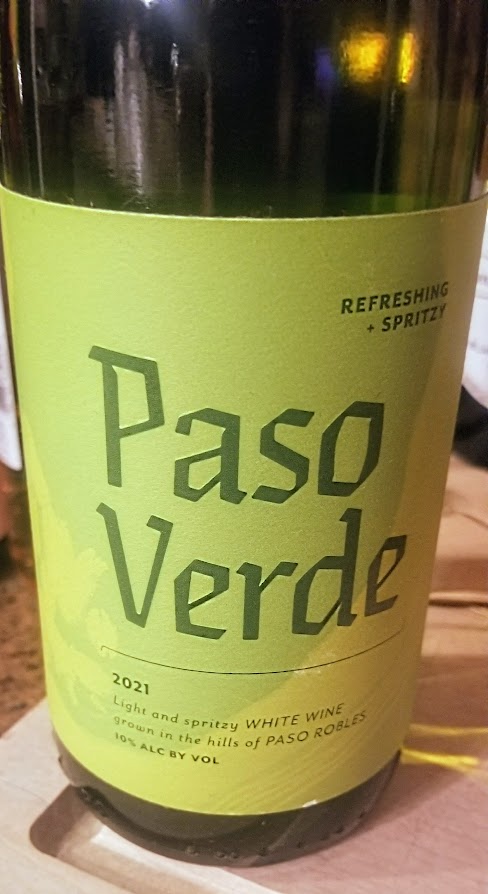 REFRESHING
+ SPRITZY
Paso
Verde
2021
Light and spritzy WHITE WINE
grown in the hills of PASO ROBLES
10% ALC BY VOL